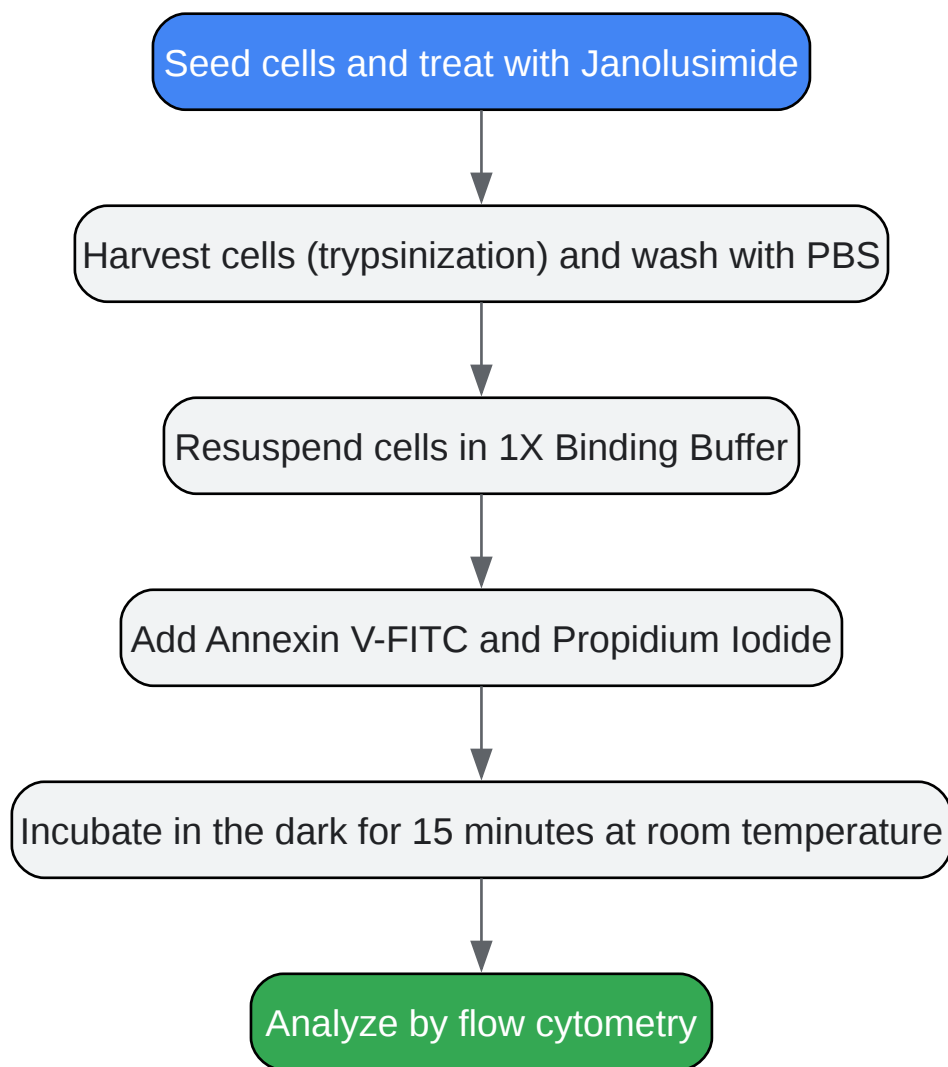 Seed cells and treat with Janolusimide
Harvest cells (trypsinization) and wash with PBS
Resuspend cells in 1X Binding Buffer
Add Annexin V-FITC and Propidium Iodide
Incubate in the dark for 15 minutes at room temperature
Analyze by flow cytometry